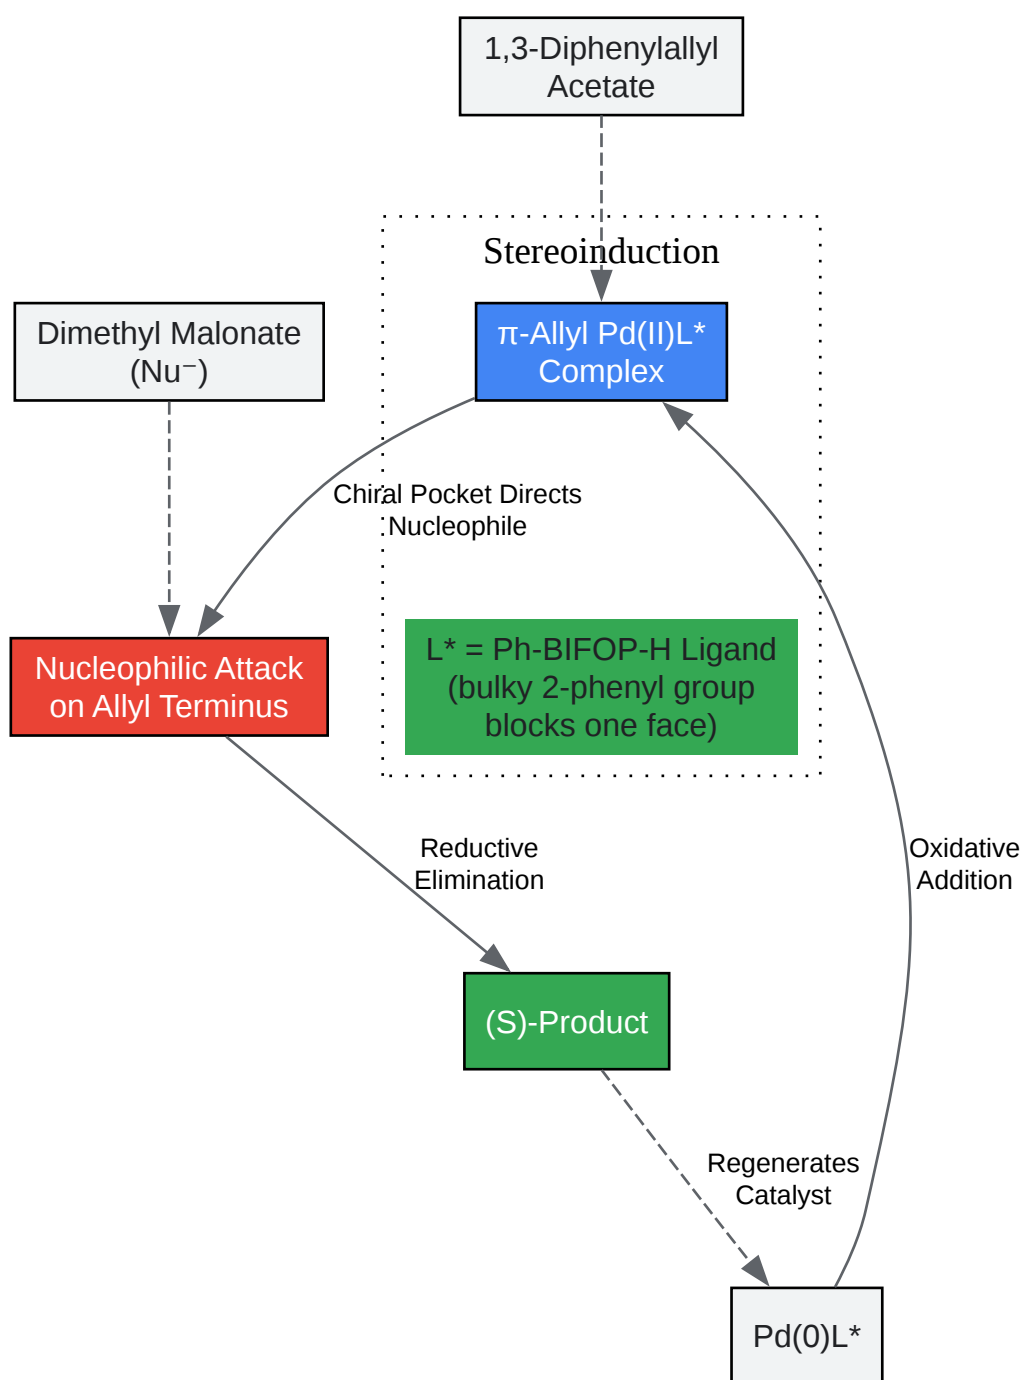 1,3-Diphenylallyl
Acetate
Stereoinduction
Dimethyl Malonate
(Nu⁻)
π-Allyl Pd(II)L*
Complex
Chiral Pocket Directs
Nucleophile
Nucleophilic Attack
on Allyl Terminus
L* = Ph-BIFOP-H Ligand
(bulky 2-phenyl group
blocks one face)
Reductive
Elimination
Oxidative
Addition
(S)-Product
Regenerates
Catalyst
Pd(0)L*